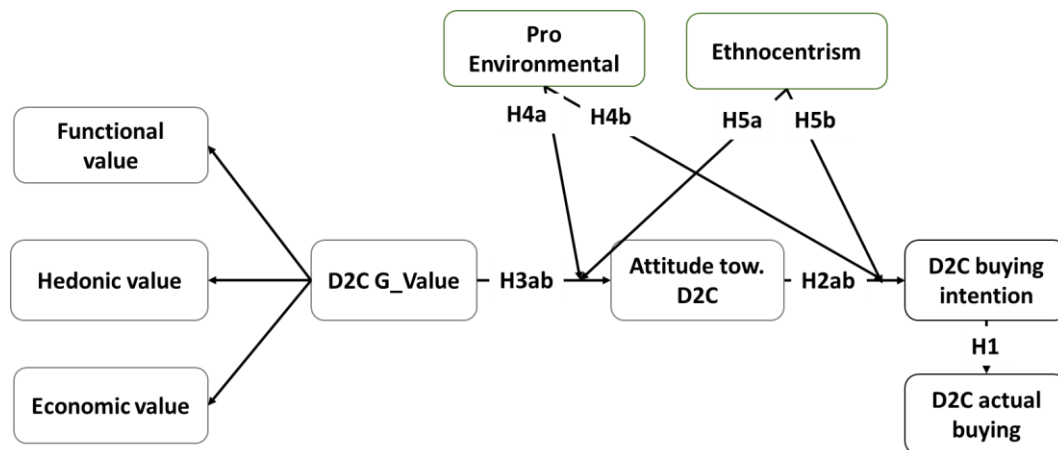 Pro
Environmental
Ethnocentrism
H4a
H4b
H5a
H5b
Functional
value
Hedonic value
D2C G_Value
H3ab
Attitude tow.
D2C
H2ab
D2C buying
intention
H1
Economic value
D2C actual
buying